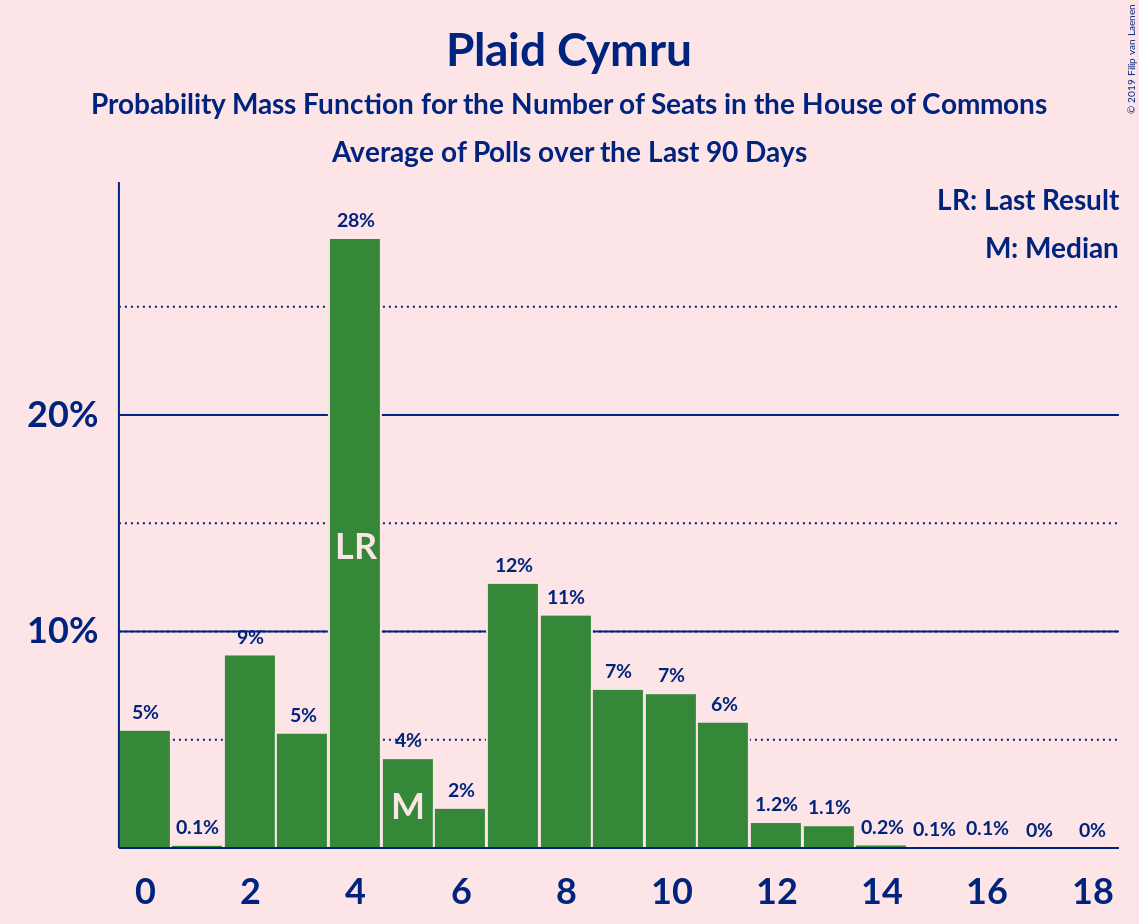 Plaid Cymru
Probability Mass Function for the Number of Seats in the House of Commons
Average of Polls over the Last 90 Days
© 2019 Filip van Laenen
LR: Last Result
M: Median
28%
20%
LR
12%
11%
10%
9%
7%
7%
5%
5%
6%
4%
2%
M
0.1%
1.2%
1.1%
0.2%
0.1%
0.1%
0%
0%
0 2 4 6 8 10 12 14 16 18